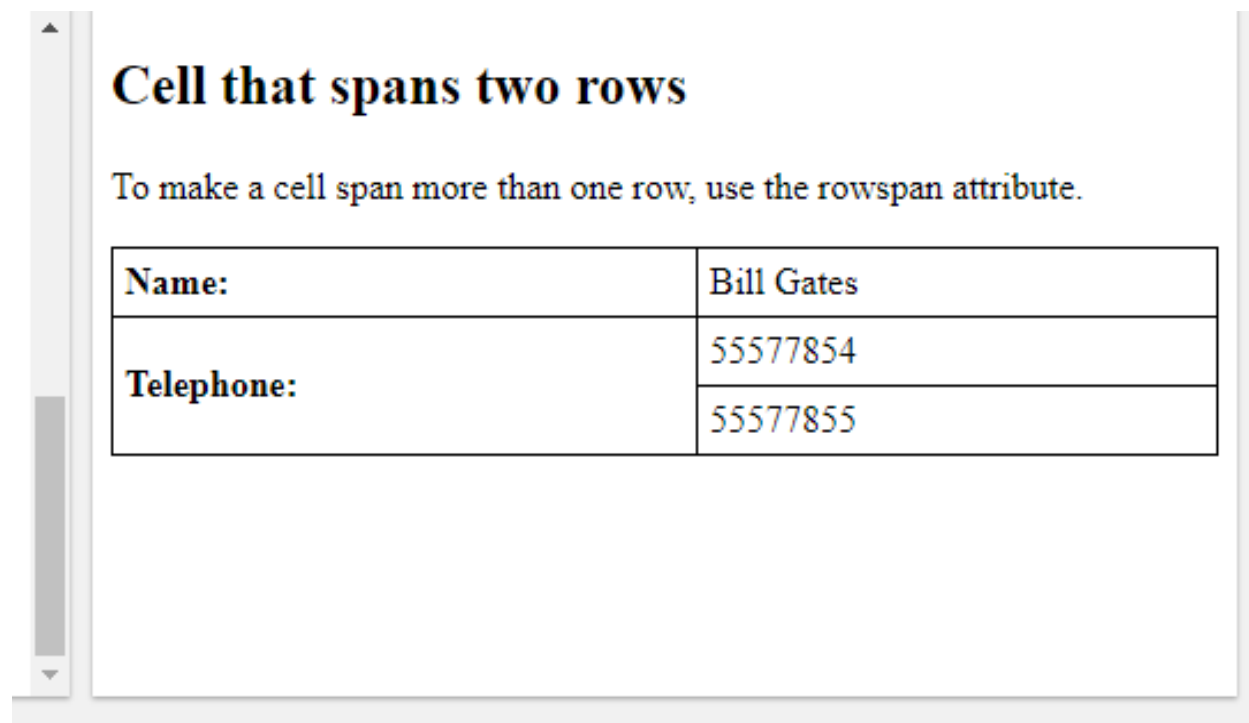 Cell that spans two rows
To make a cell span more than one row, use the rowspan attribute.
Name: Bill Gates
55577854
Telephone:
55577855